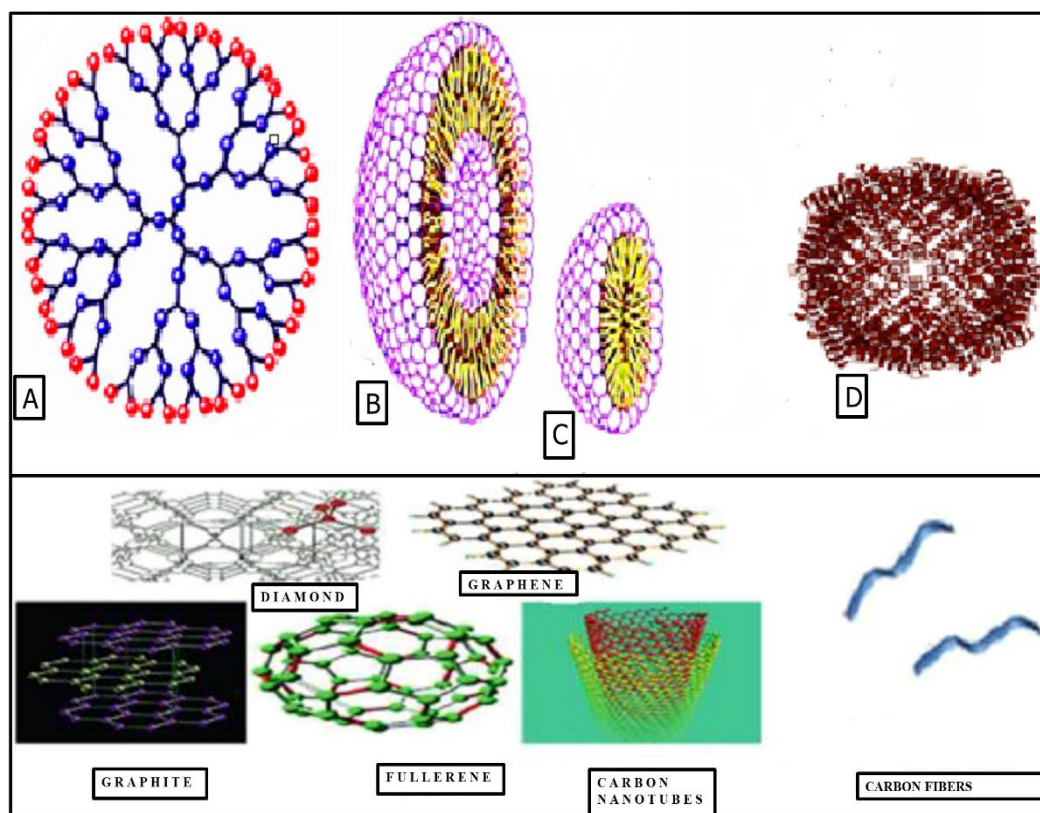 A
B
C
D
DIAMOND
GRAPHENE
GRAPHITE
FULLERENE
CARBON
NANOTUBES
CARBON FIBERS